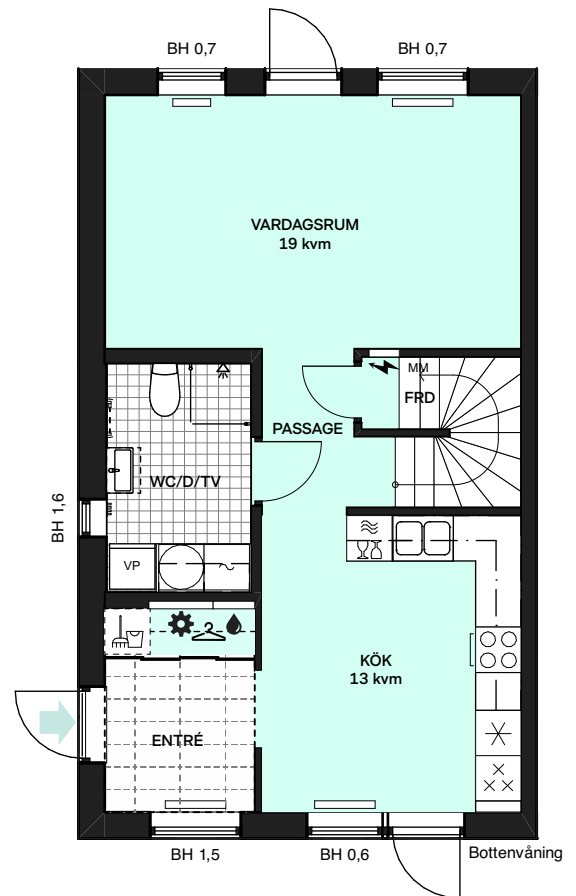 BH 0,7
BH 0,7
VARDAGSRUM
19 kvm
MM
FRD
PASSAGE
WC/D/TV
BH 1,6
VP
KÖK
13 kvm
ENTRÉ
BH 1,5
BH 0,6
Bottenvåning